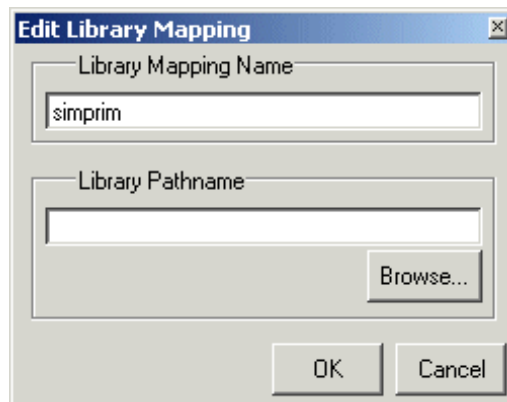 Edit Library Mapping
Library Mapping Name
simprim
Library Pathname
Browse...
OK
Cancel